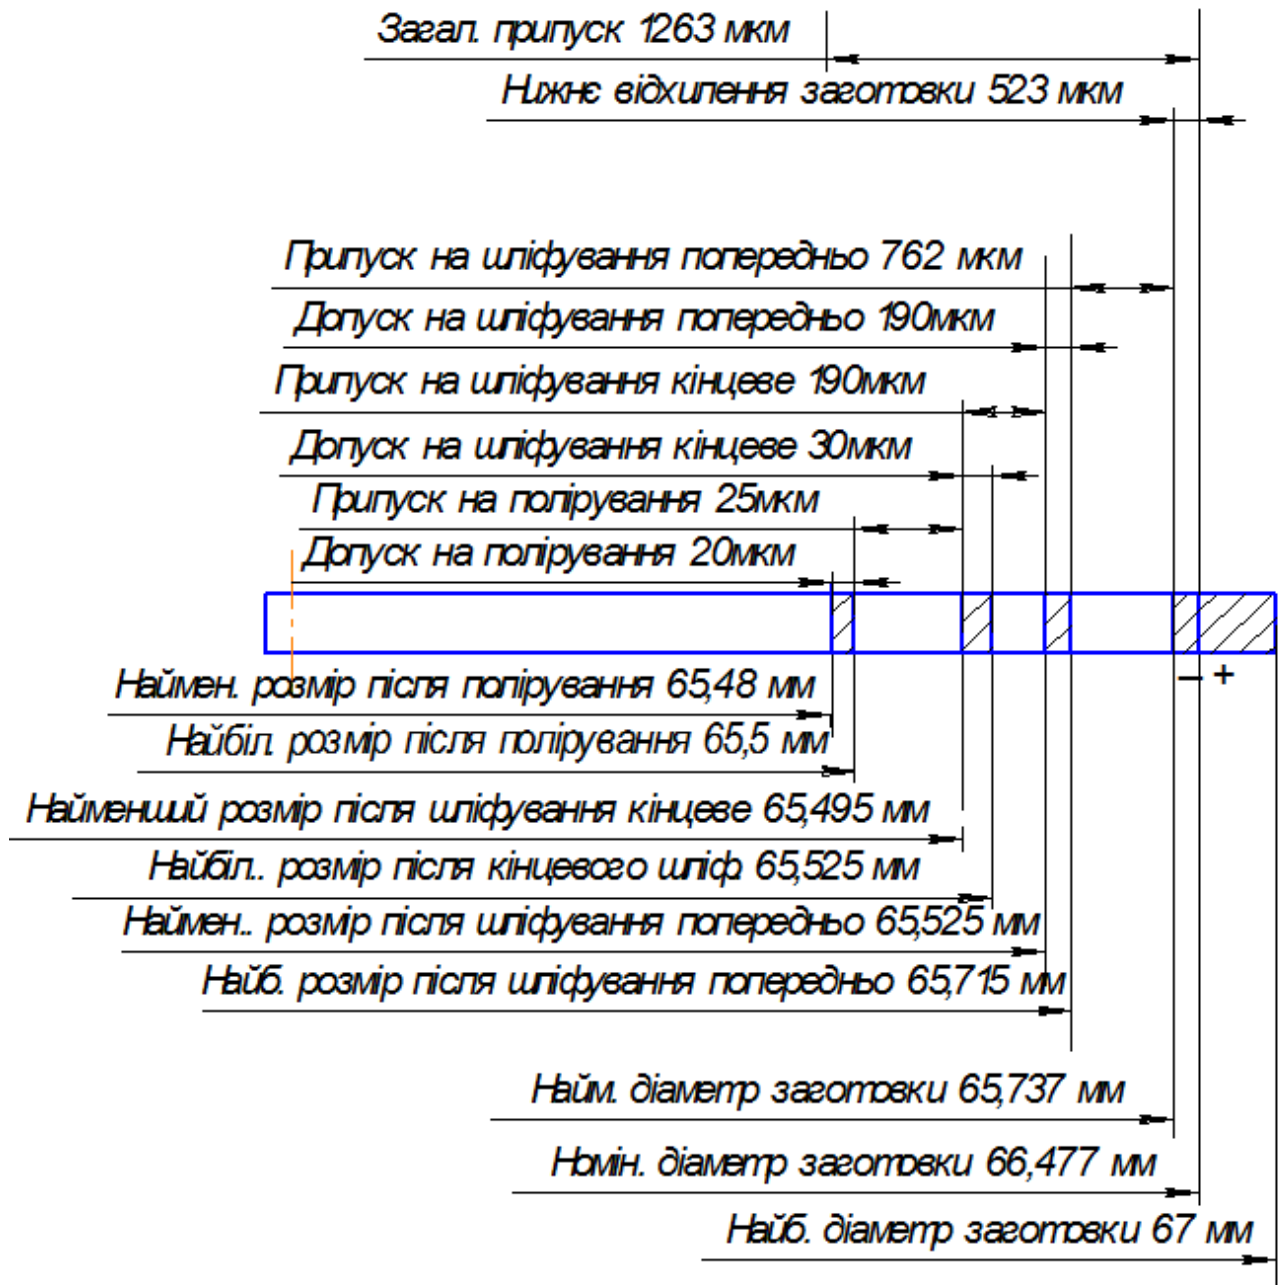 Загал. припуск 1263 мкм
Нижнє відхилення заготовки 523 мкм
Припуск на шліфування попередньо 762 мкм
Допуск на шліфування попередньо 190мкм
Припуск на шліфування кінцеве 190мкм
Допуск на шліфування кінцеве 30мкм
Припуск на полірування 25мкм
Допуск на полірування 20мкм
– +
Наймен. розмір після полірування 65,48 мм
Найбіл. розмір після полірування 65,5 мм
Найменший розмір після шліфування кінцеве 65,495 мм
Найбіл.. розмір після кінцевого шліф. 65,525 мм
Наймен.. розмір після шліфування попередньо 65,525 мм
Найб. розмір після шліфування попередньо 65,715 мм
Найм. діаметр заготовки 65,737 мм
Номін. діаметр заготовки 66,477 мм
Найб. діаметр заготовки 67 мм